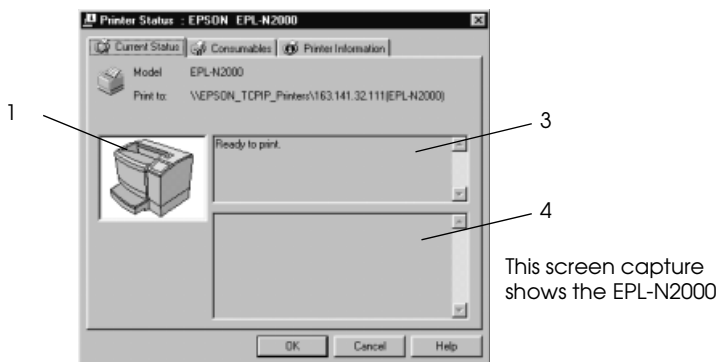 Printer Status : EPSON EPL-N2000
Current Status Consumables Printer Information
Model EPL-N2000
Print to: \\EPSON_TCPIP_Printers\163.141.32.111(EPL-N2000)
1
Ready to print.
3
4
This screen capture
shows the EPL-N2000
OK Cancel Help